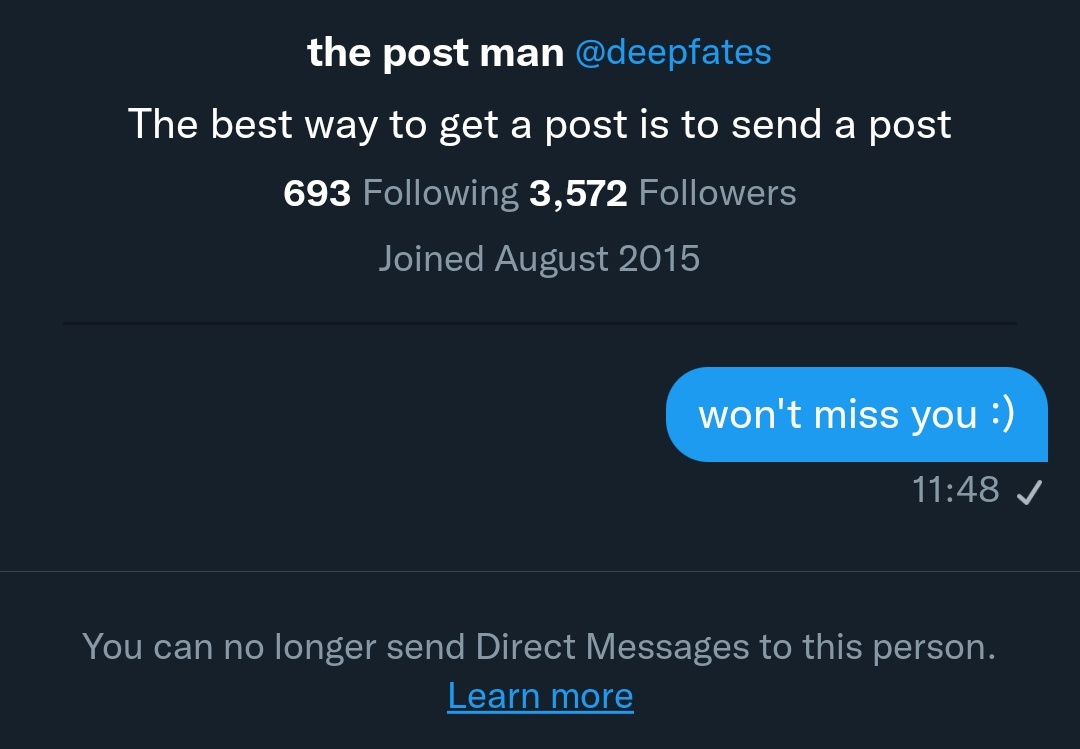 the post man @deepfates
The best way to get a post is to send a post
693 Following 3,572 Followers
Joined August 2015
won't miss you :)
11:48 ✓
You can no longer send Direct Messages to this person.
Learn more